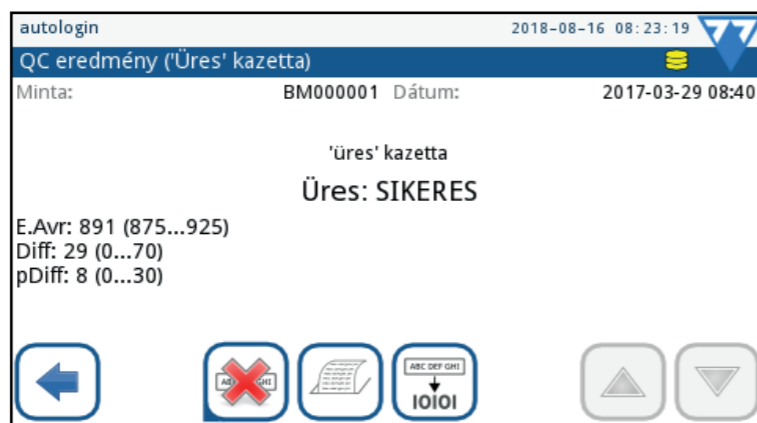 autologin 2018-08-16 08:23:19 77
QC eredmény ('Üres' kazetta)
Minta: BM000001 Dátum: 2017-03-29 08:40
'üres' kazetta
Üres: SIKERES
E.Avr: 891 (875...925)
Diff: 29 (0...70)
pDiff: 8 (0...30)
ABC DEF GHI
IOIOI